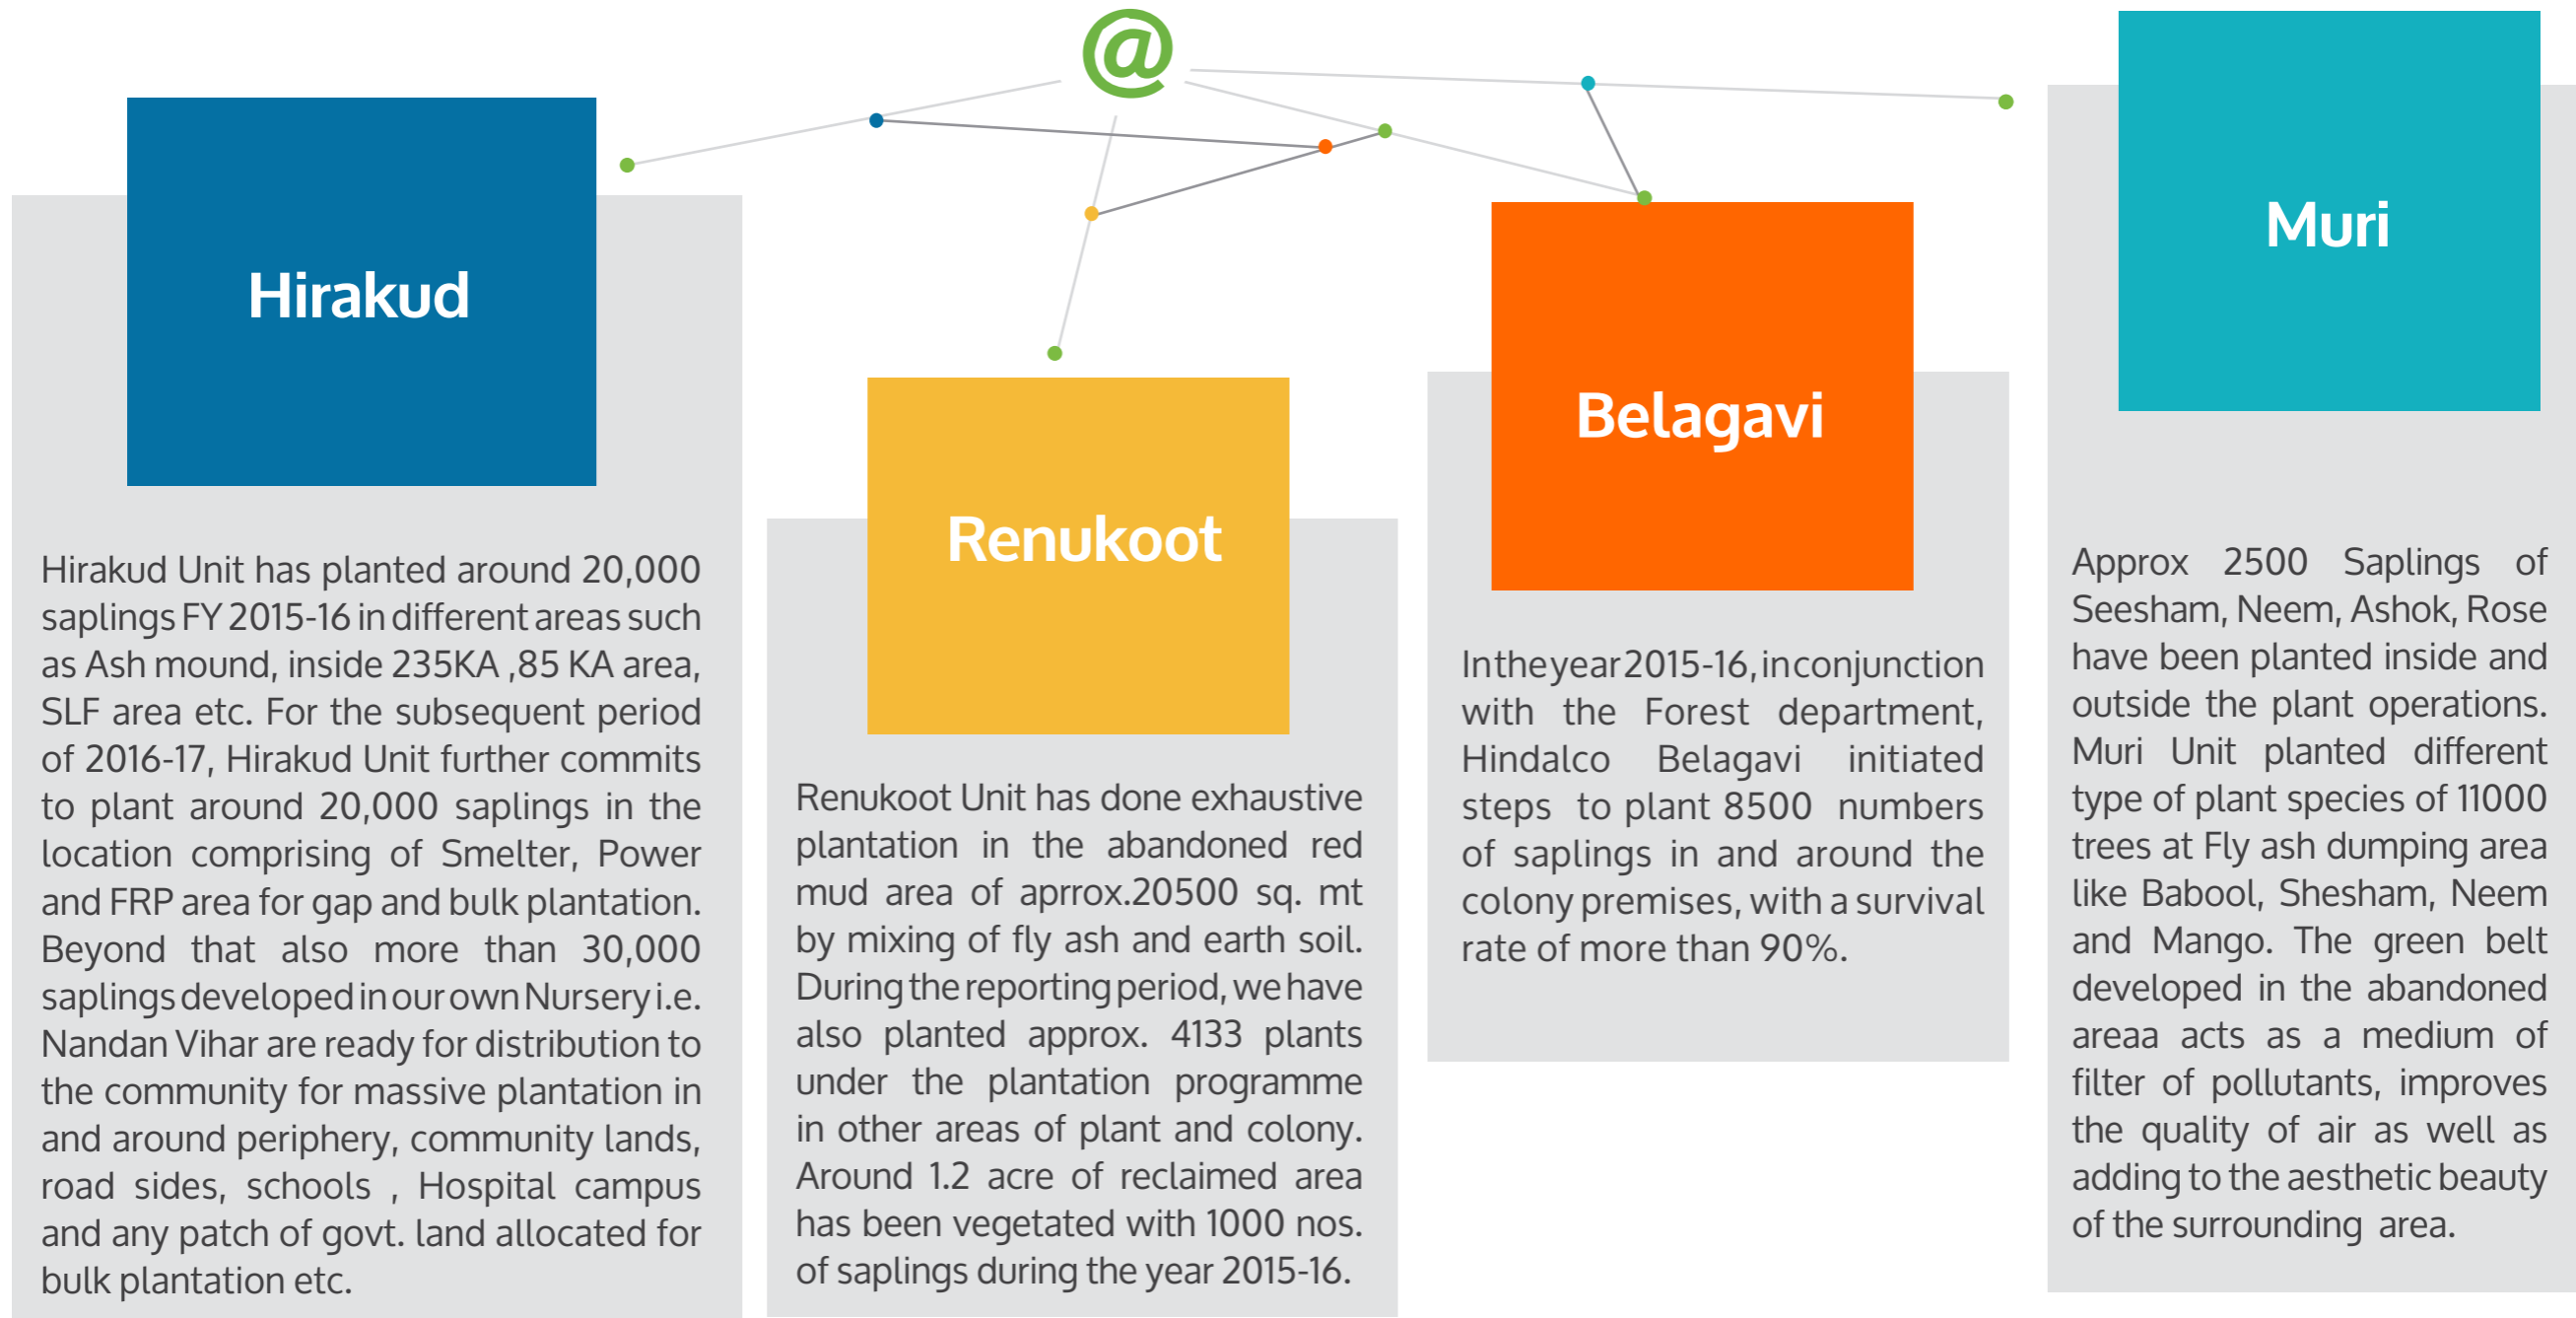 @
Hirakud
Hirakud Unit has planted around 20,000
saplings FY 2015-16 in different areas such
as Ash mound, inside 235KA ,85 KA area,
SLF area etc. For the subsequent period
of 2016-17, Hirakud Unit further commits
to plant around 20,000 saplings in the
location comprising of Smelter, Power
and FRP area for gap and bulk plantation.
Beyond that also more than 30,000
saplings developed in our own Nursery i.e.
Nandan Vihar are ready for distribution to
the community for massive plantation in
and around periphery, community lands,
road sides, schools , Hospital campus
and any patch of govt. land allocated for
bulk plantation etc.
Renukoot
Renukoot Unit has done exhaustive
plantation in the abandoned red
mud area of aprrox.20500 sq. mt
by mixing of fly ash and earth soil.
During the reporting period, we have
also planted approx. 4133 plants
under the plantation programme
in other areas of plant and colony.
Around 1.2 acre of reclaimed area
has been vegetated with 1000 nos.
of saplings during the year 2015-16.
Belagavi
In the year 2015-16, in conjunction
with the Forest department,
Hindalco Belagavi initiated
steps to plant 8500 numbers
of saplings in and around the
colony premises, with a survival
rate of more than 90%.
Muri
Approx 2500 Saplings of
Seesham, Neem, Ashok, Rose
have been planted inside and
outside the plant operations.
Muri Unit planted different
type of plant species of 11000
trees at Fly ash dumping area
like Babool, Shesham, Neem
and Mango. The green belt
developed in the abandoned
areaa acts as a medium of
filter of pollutants, improves
the quality of air as well as
adding to the aesthetic beauty
of the surrounding area.